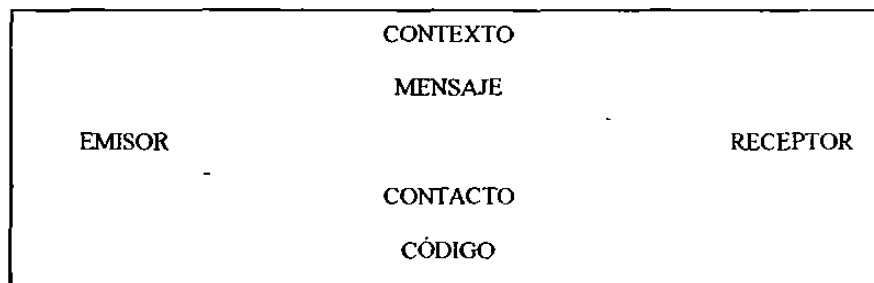 CONTEXTO
MENSAJE
EMISOR RECEPTOR
CONTACTO
CÓDIGO